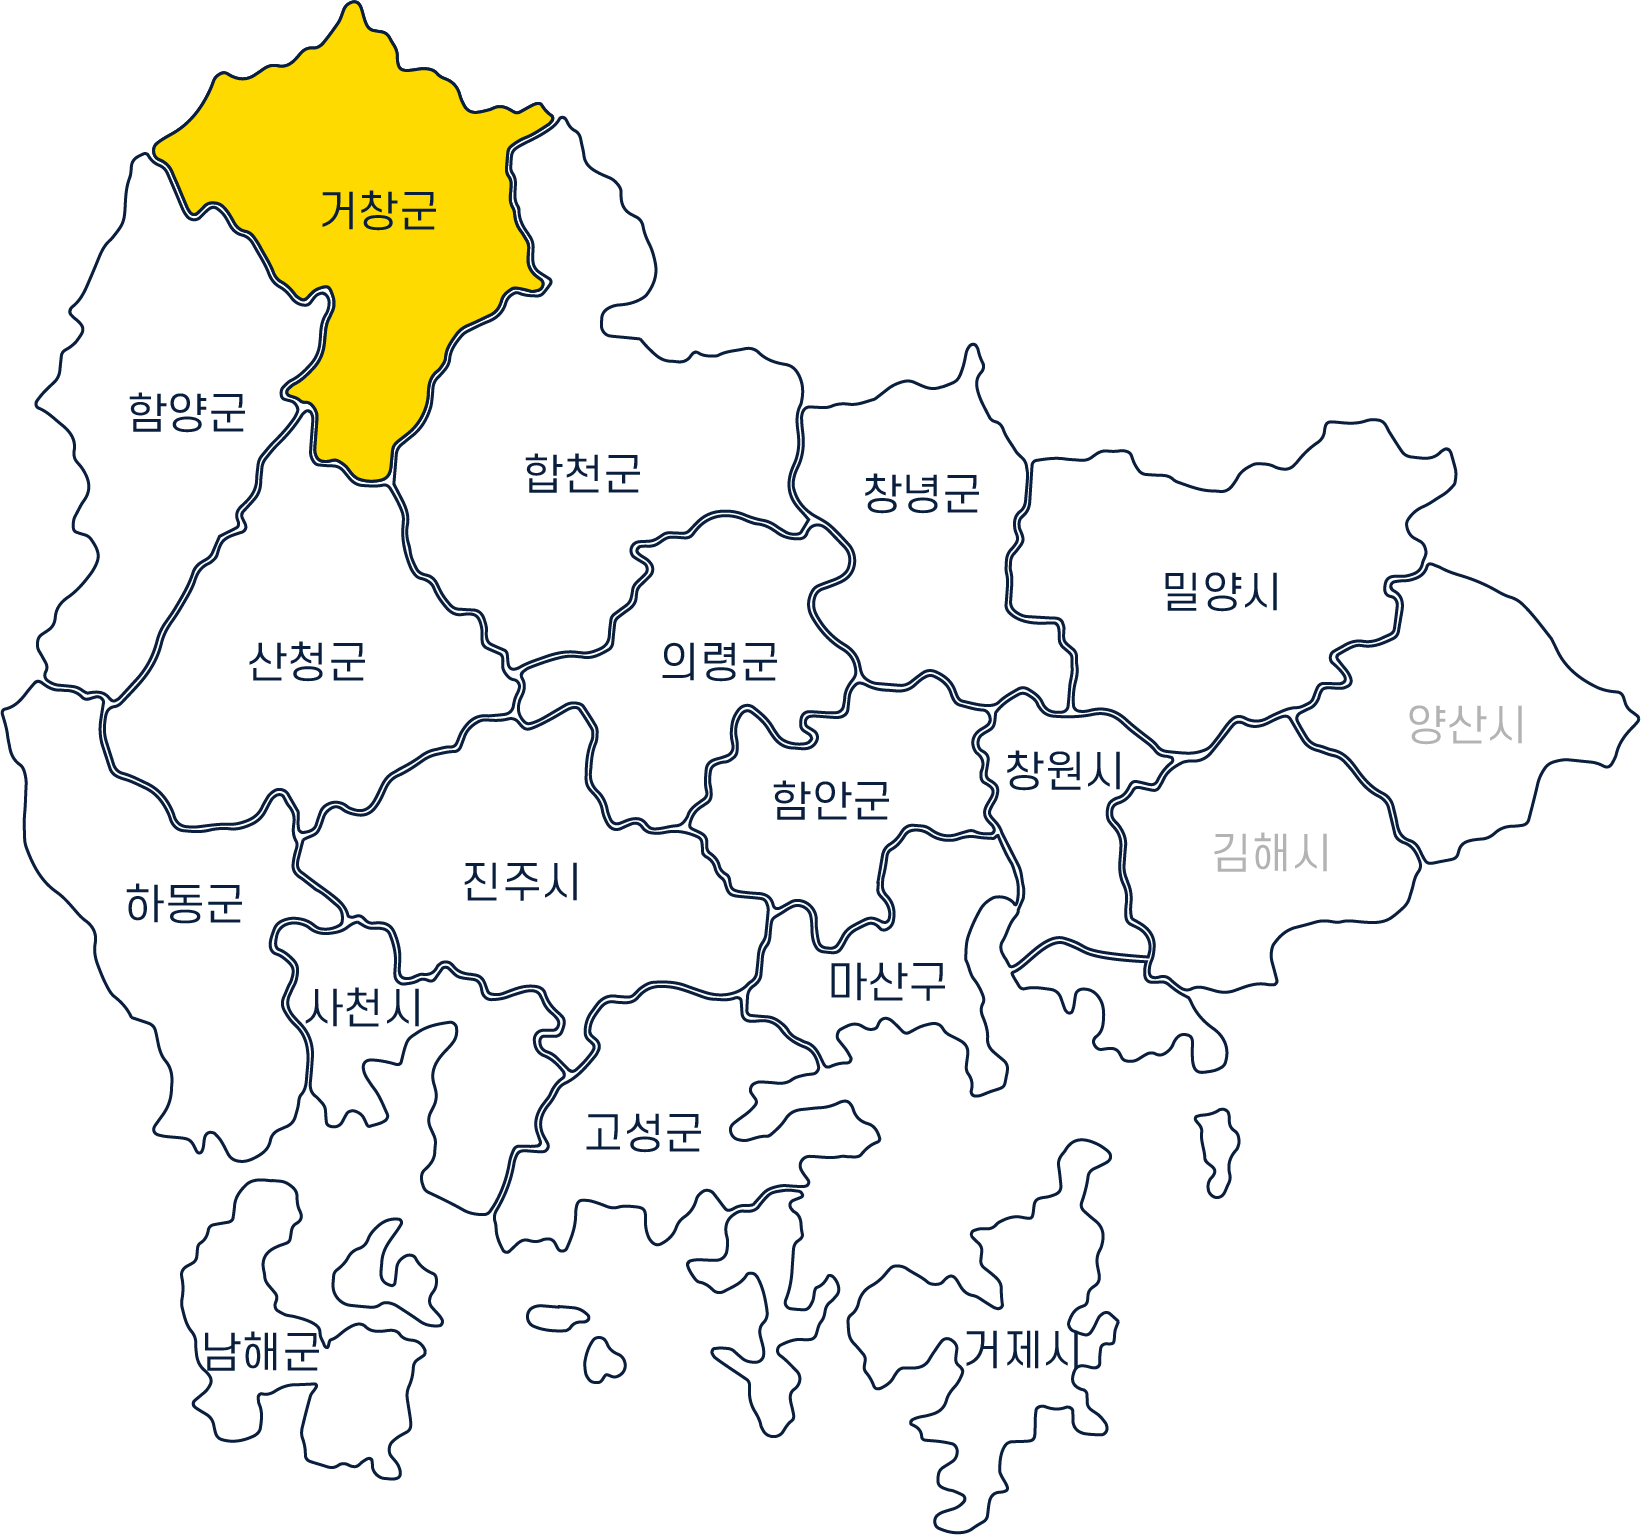 거창군
함양군
합천군
창녕군
밀양시
산청군
의령군
양산시
창원시
함안군
김해시
진주시
하동군
마산구
사천시
고성군
남해군
거제시